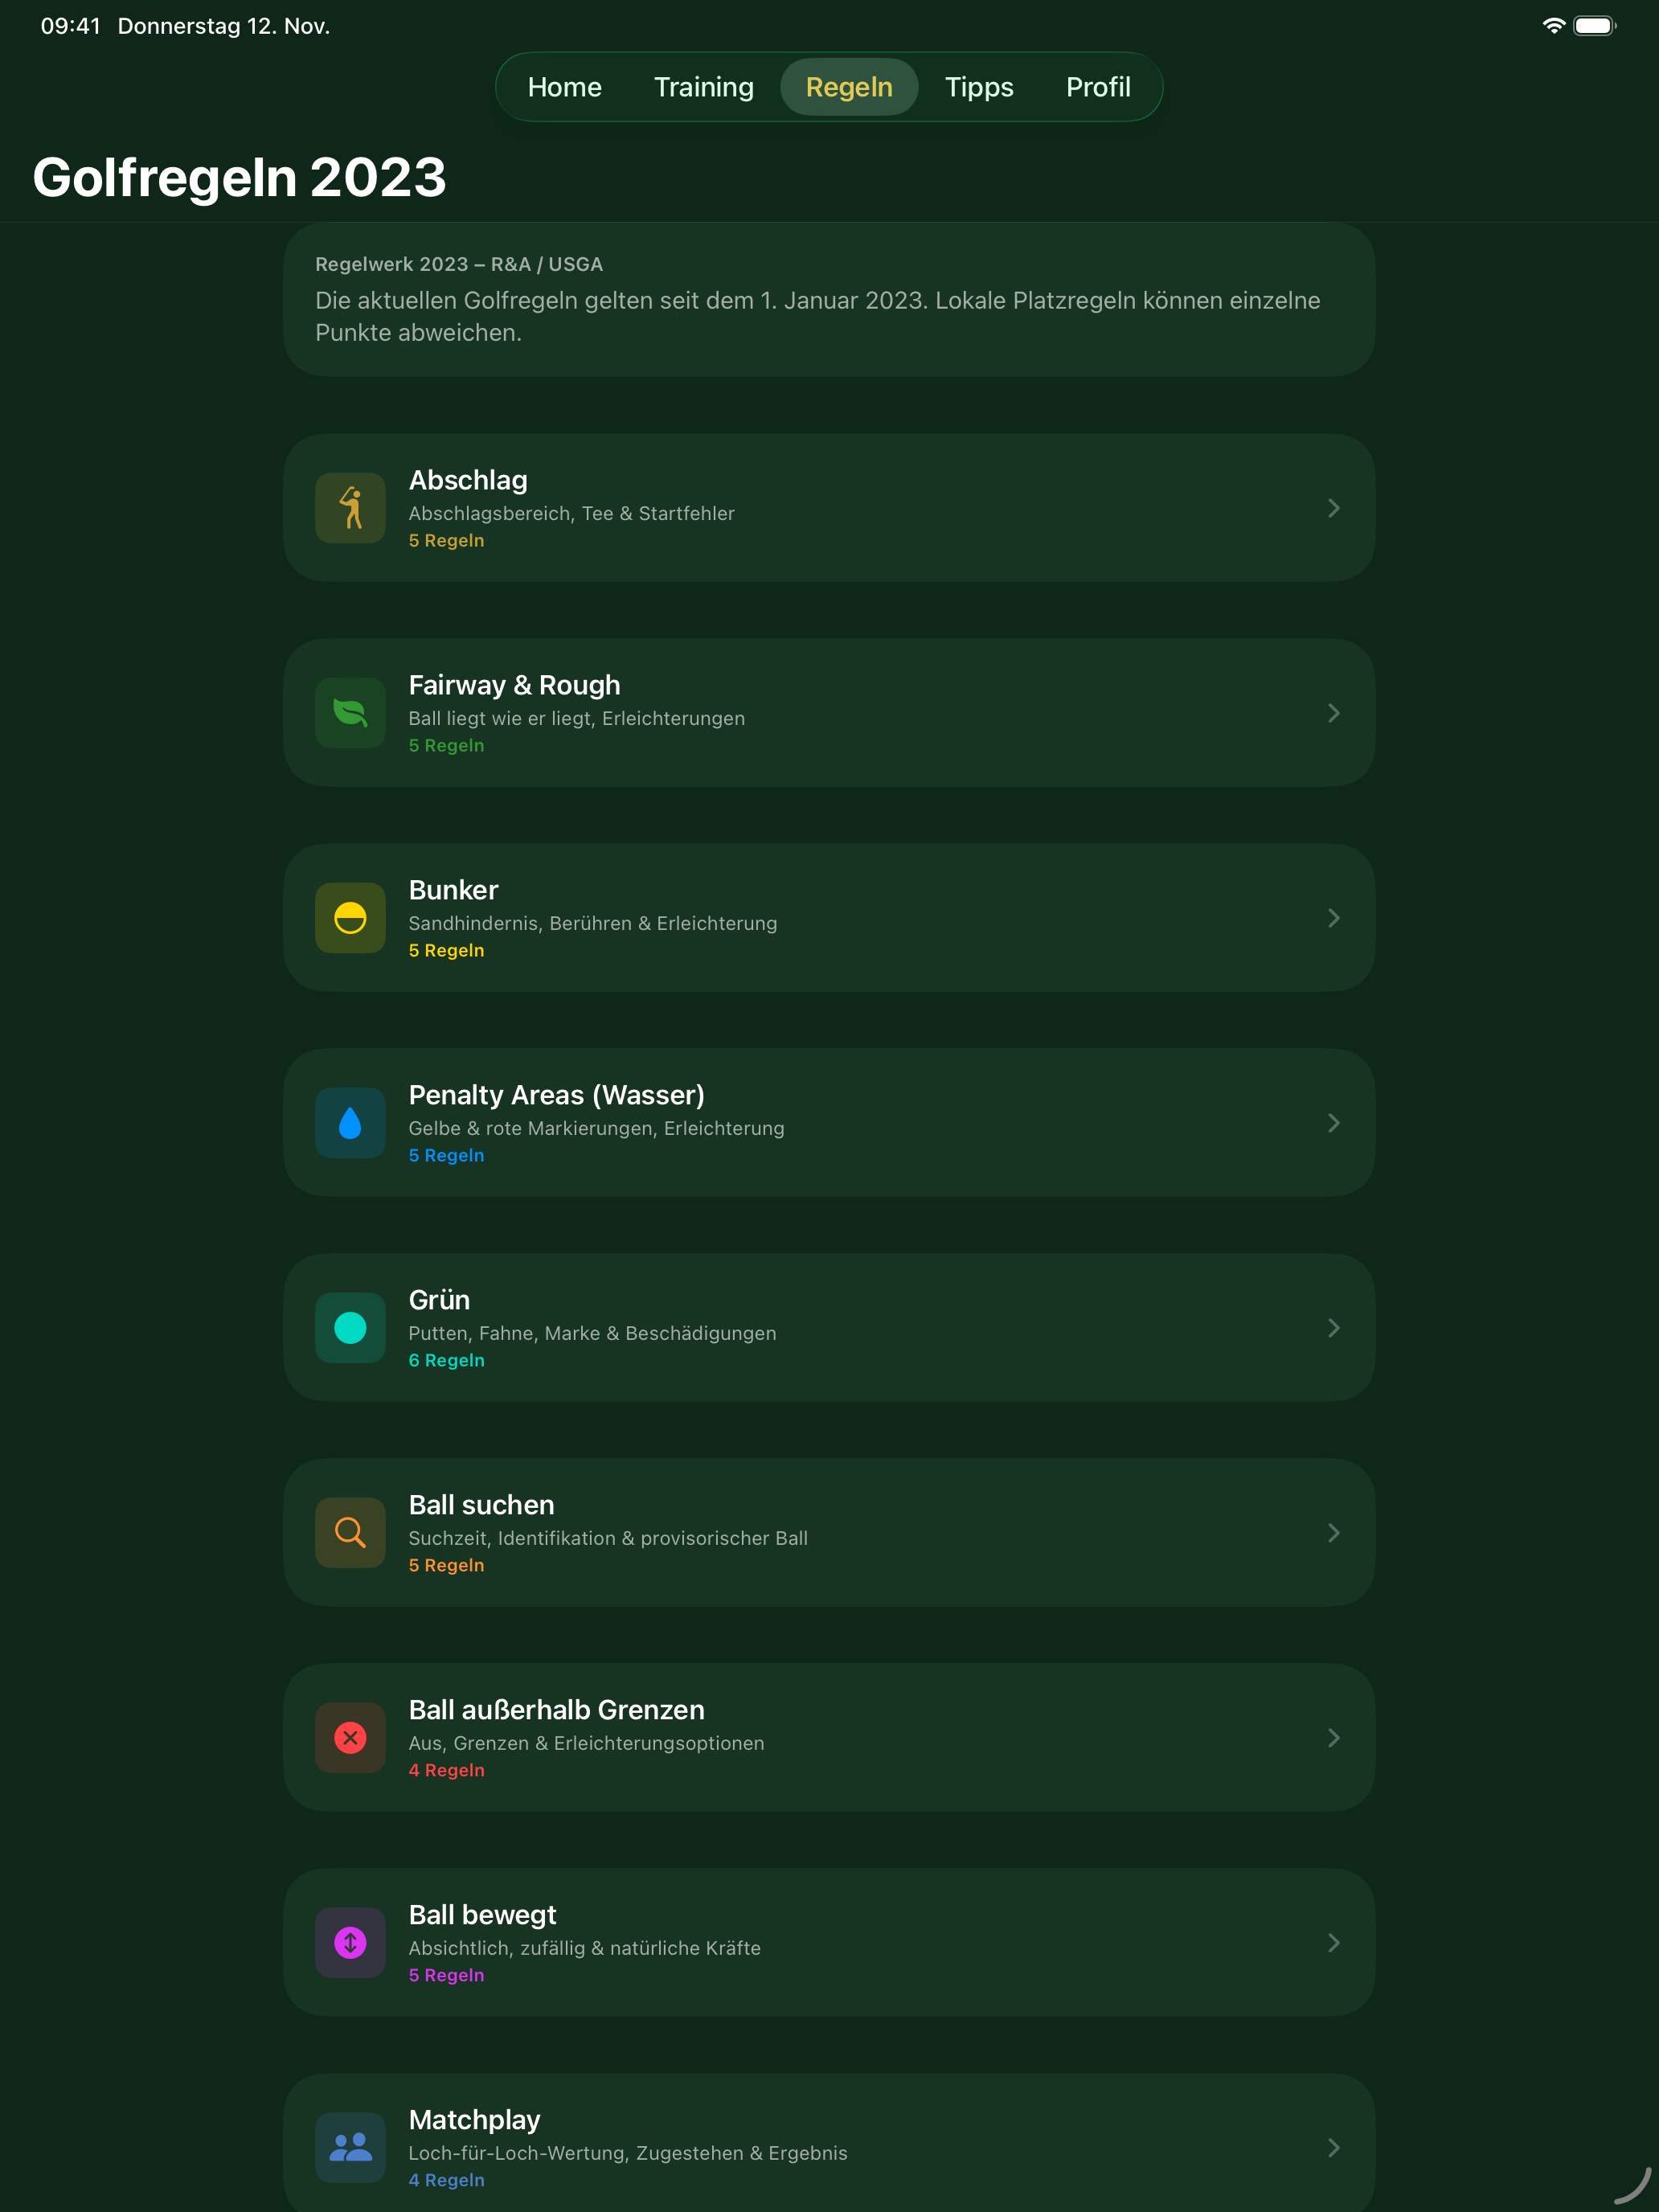 09:41 Donnerstag 12. Nov.
Home Training Regeln Tipps Profil
Golfregeln 2023
Regelwerk 2023 – R&A / USGA
Die aktuellen Golfregeln gelten seit dem 1. Januar 2023. Lokale Platzregeln können einzelne
Punkte abweichen.
Abschlag
Abschlagsbereich, Tee & Startfehler
5 Regeln
Fairway & Rough
Ball liegt wie er liegt, Erleichterungen
5 Regeln
Bunker
Sandhindernis, Berühren & Erleichterung
5 Regeln
Penalty Areas (Wasser)
Gelbe & rote Markierungen, Erleichterung
5 Regeln
Grün
Putten, Fahne, Marke & Beschädigungen
6 Regeln
Ball suchen
Suchzeit, Identifikation & provisorischer Ball
5 Regeln
Ball außerhalb Grenzen
Aus, Grenzen & Erleichterungsoptionen
4 Regeln
Ball bewegt
Absichtlich, zufällig & natürliche Kräfte
5 Regeln
Matchplay
Loch-für-Loch-Wertung, Zugestehen & Ergebnis
4 Regeln